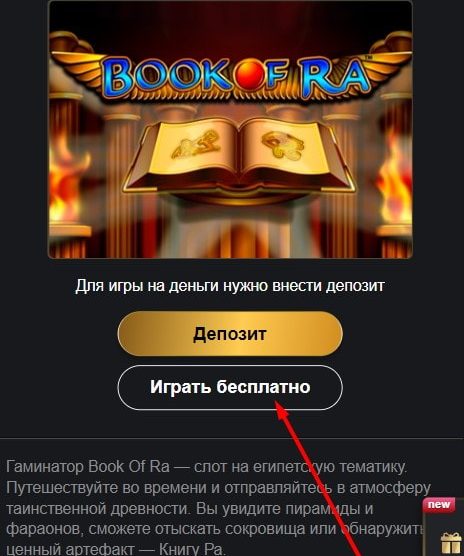 BOOK OF RA™
Для игры на деньги нужно внести депозит
Депозит
Играть бесплатно
Гаминатор Book Of Ra — слот на египетскую тематику.
Путешествуйте во времени и отправляйтесь в атмосферу
таинственной древности. Вы увидите пирамиды и
new
фараонов, сможете отыскать сокровища или обнаружить
ценный артефакт — Книгу Ра.